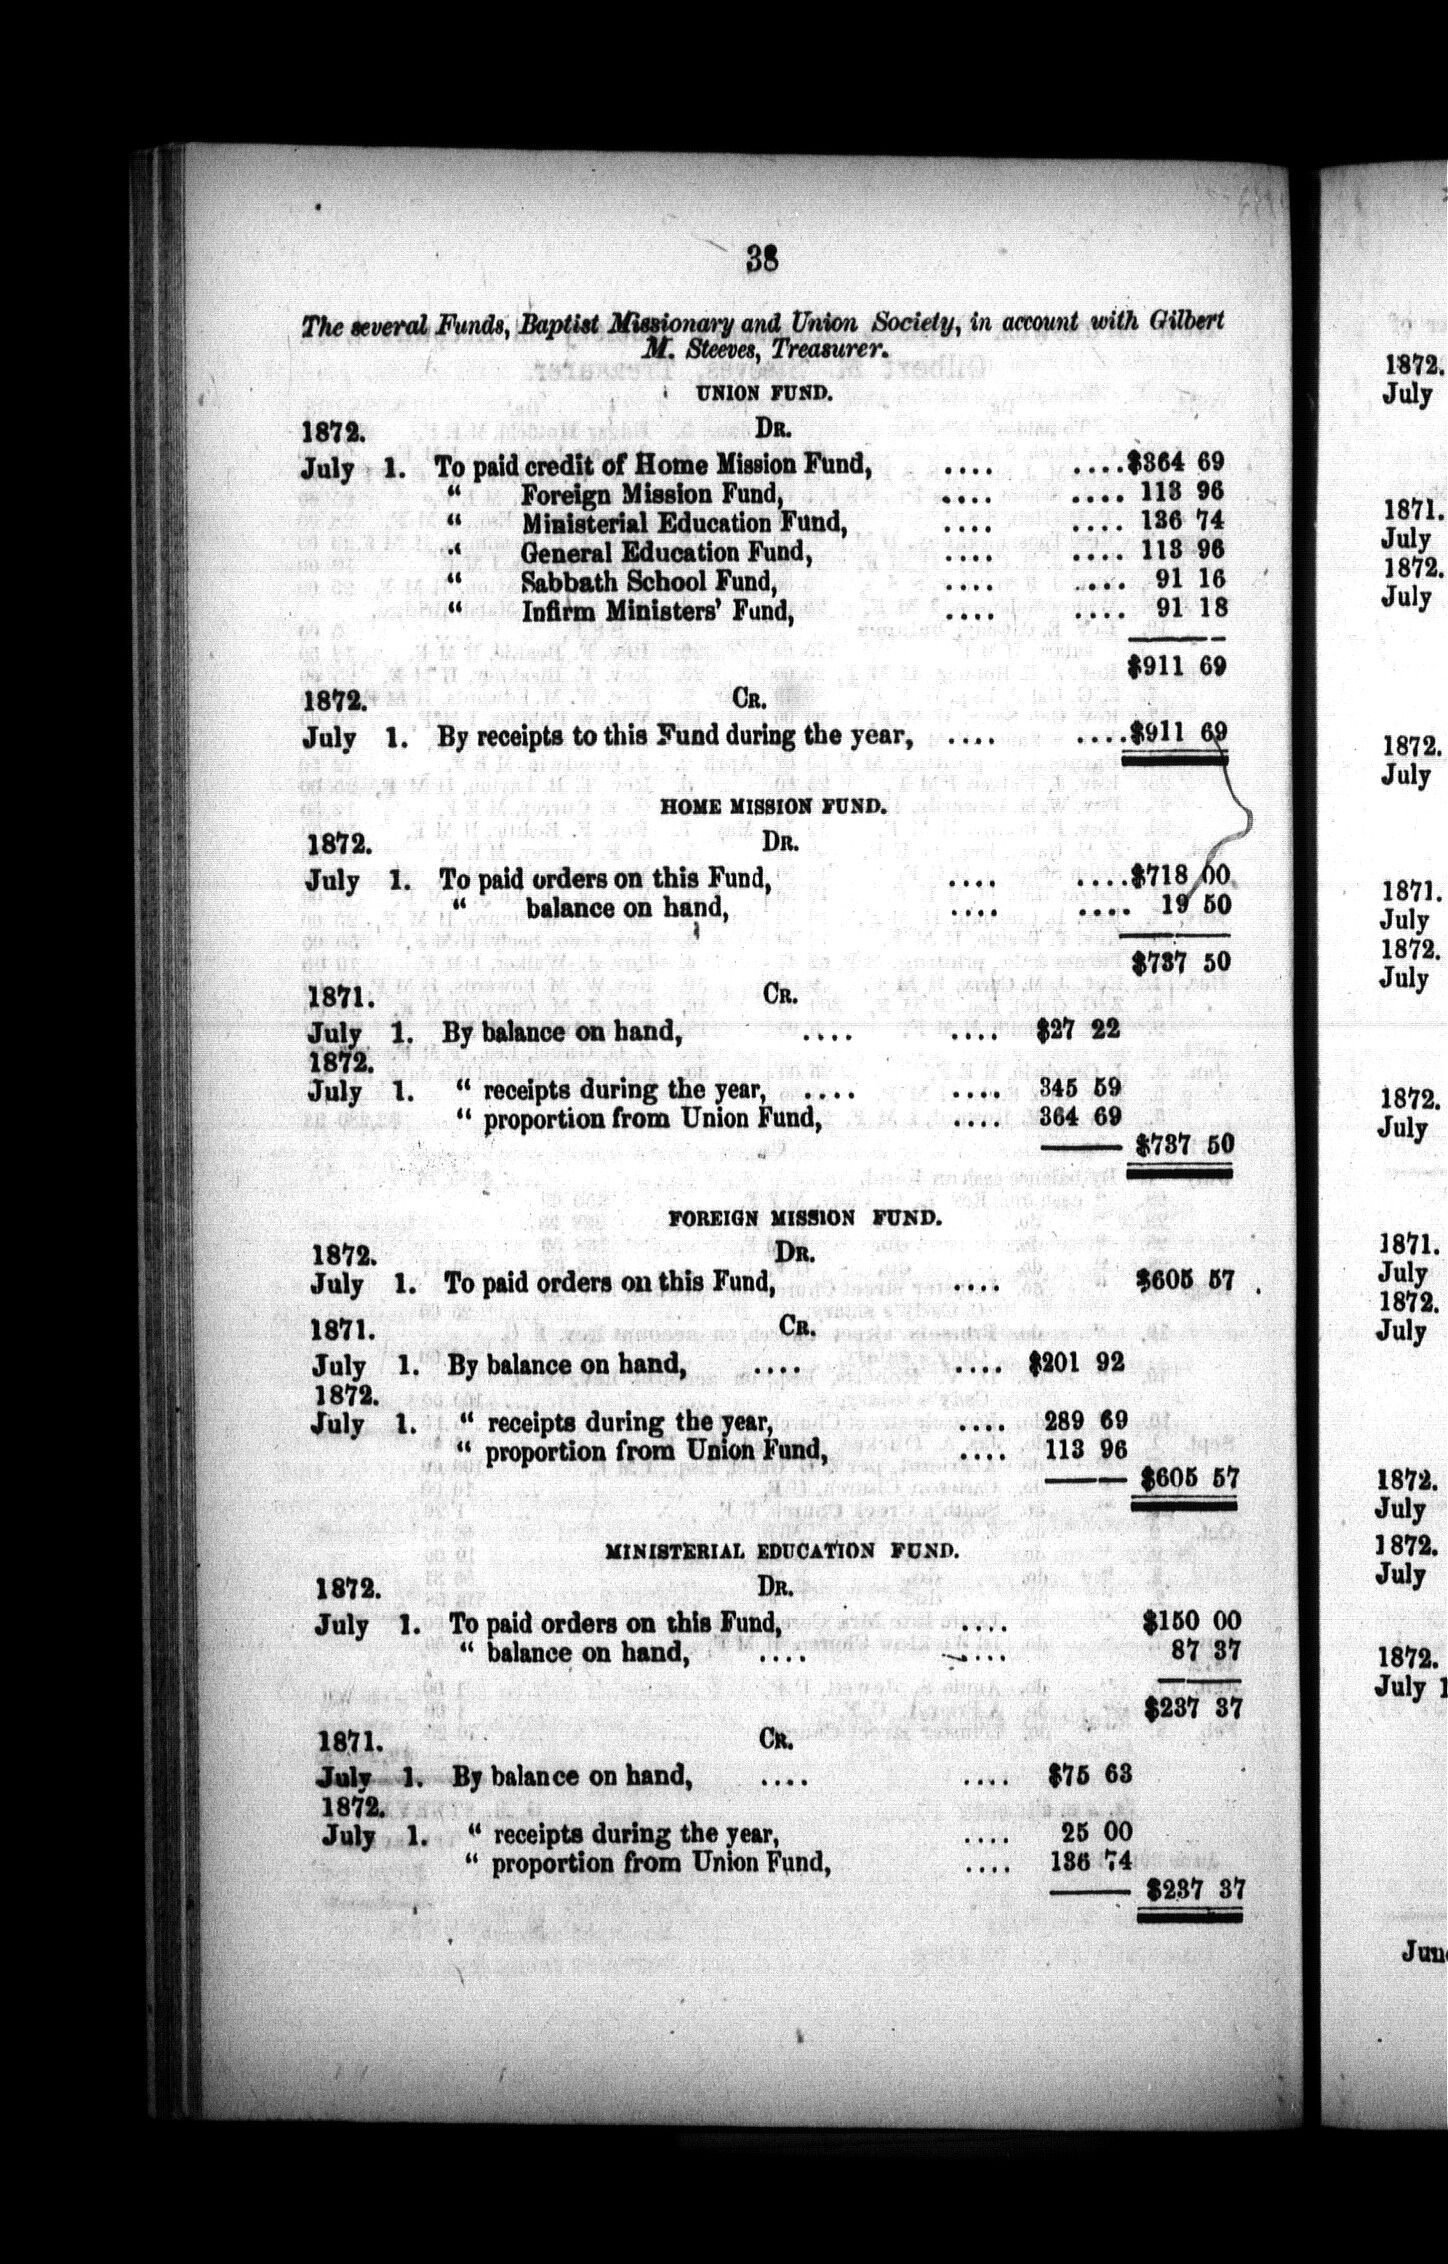 38
The several Funds, Baptist Missionary and Union Society, in account with Gilbert
M. Steeves, Treasurer.
UNION FUND.
1872. DR.
July 1. To paid credit of Home Mission Fund, .... ....$364 69
" Foreign Mission Fund, .... .... 113 96
" Ministerial Education Fund, .... .... 136 74
" General Education Fund, .... .... 113 96
" Sabbath School Fund, .... .... 91 16
" Infirm Ministers' Fund, .... .... 91 18
$911 69
1872. CR.
July 1. By receipts to this Fund during the year, .... ....$911 69
HOME MISSION FUND.
1872. DR.
July 1. To paid orders on this Fund, .... ....$718 00
" balance on hand, .... .... 19 50
$737 50
1871. CR.
July 1. By balance on hand, .... .... $27 22
1872.
July 1. " receipts during the year, .... .... 345 59
" proportion from Union Fund, .... 364 69
$737 50
FOREIGN MISSION FUND.
1872. DR.
July 1. To paid orders on this Fund, .... $605 57
1871. CR.
July 1. By balance on hand, .... .... $201 92
1872.
July 1. " receipts during the year, .... 289 69
" proportion from Union Fund, .... 113 96
$605 57
MINISTERIAL EDUCATION FUND.
1872. DR.
July 1. To paid orders on this Fund, .... $150 00
" balance on hand, .... .... 87 37
$237 37
1871. CR.
July 1. By balance on hand, .... .... $75 63
1872.
July 1. " receipts during the year, .... 25 00
" proportion from Union Fund, .... 136 74
$237 37
1872.
July
1871.
July
1872.
July
1872.
July
1871.
July
1872.
July
1872.
July
1871.
July
1872.
July
1872.
July
1872.
July
1872.
July 1